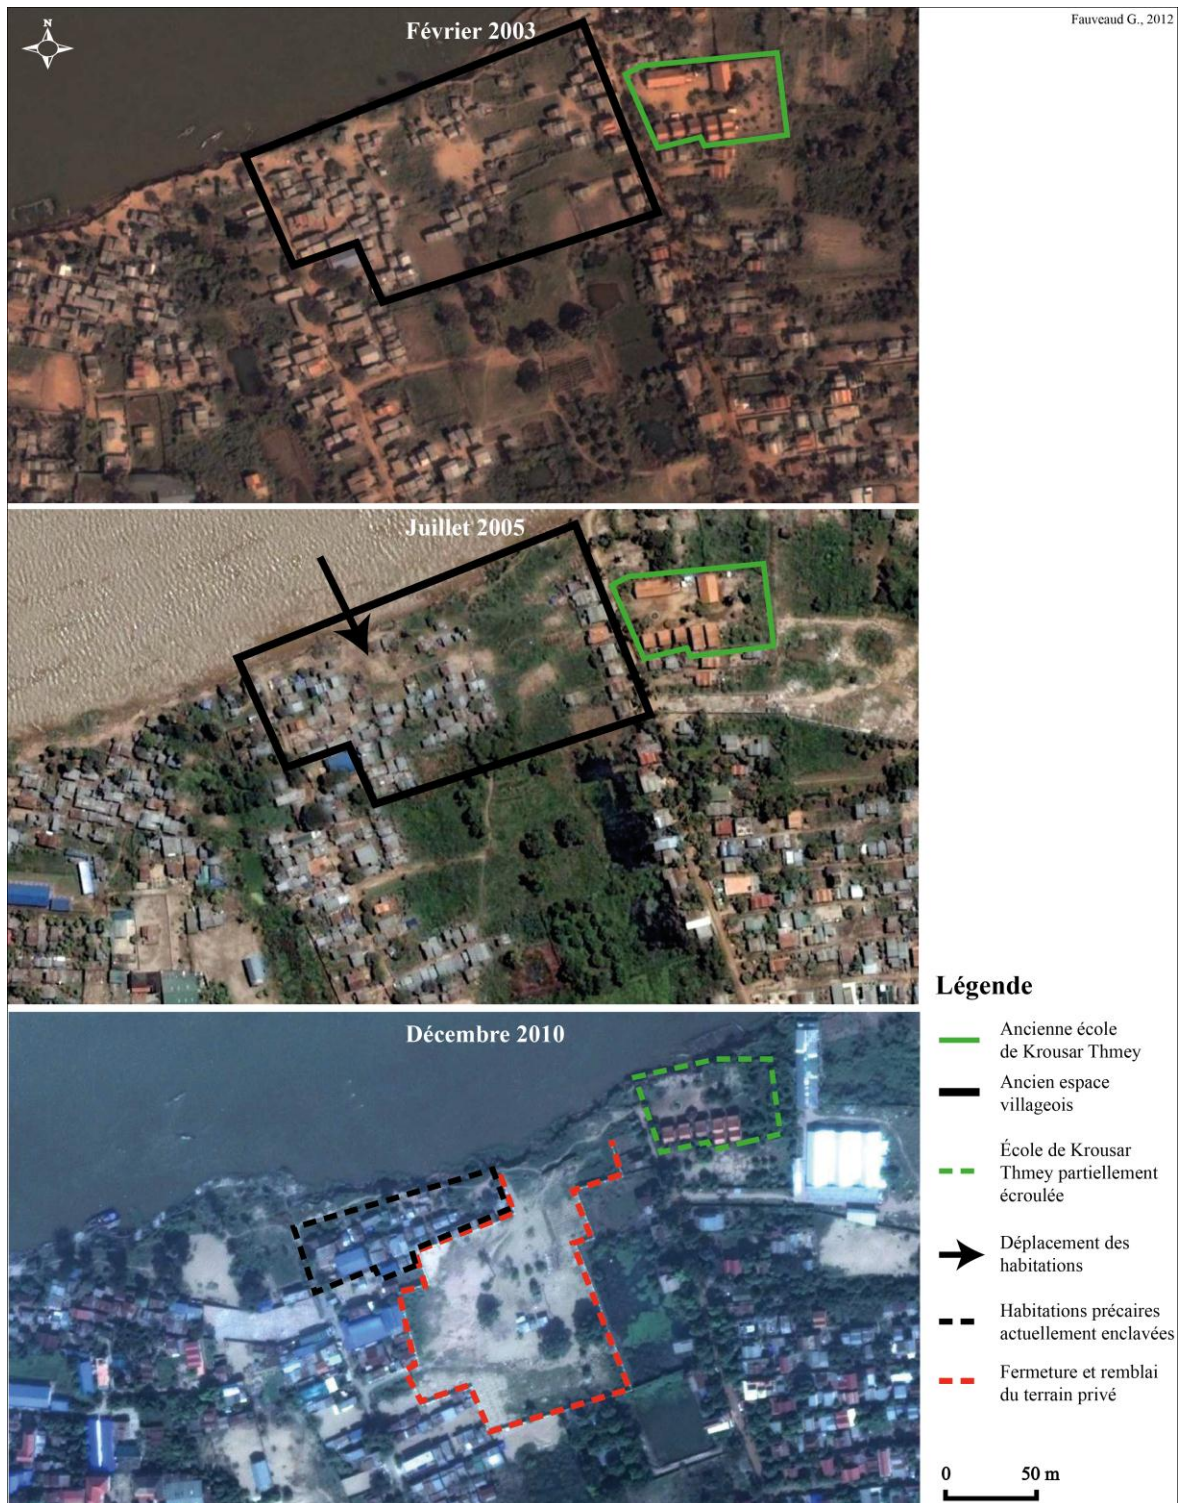 N
Février 2003
Fauveaud G., 2012
Juillet 2005
Décembre 2010
Légende
Ancienne école
de Krousar Thmey
Ancien espace
villageois
École de Krousar
Thmey partiellement
écroulée
Déplacement des
habitations
Habitations précaires
actuellement enclavées
Fermeture et remblai
du terrain privé
0 50 m